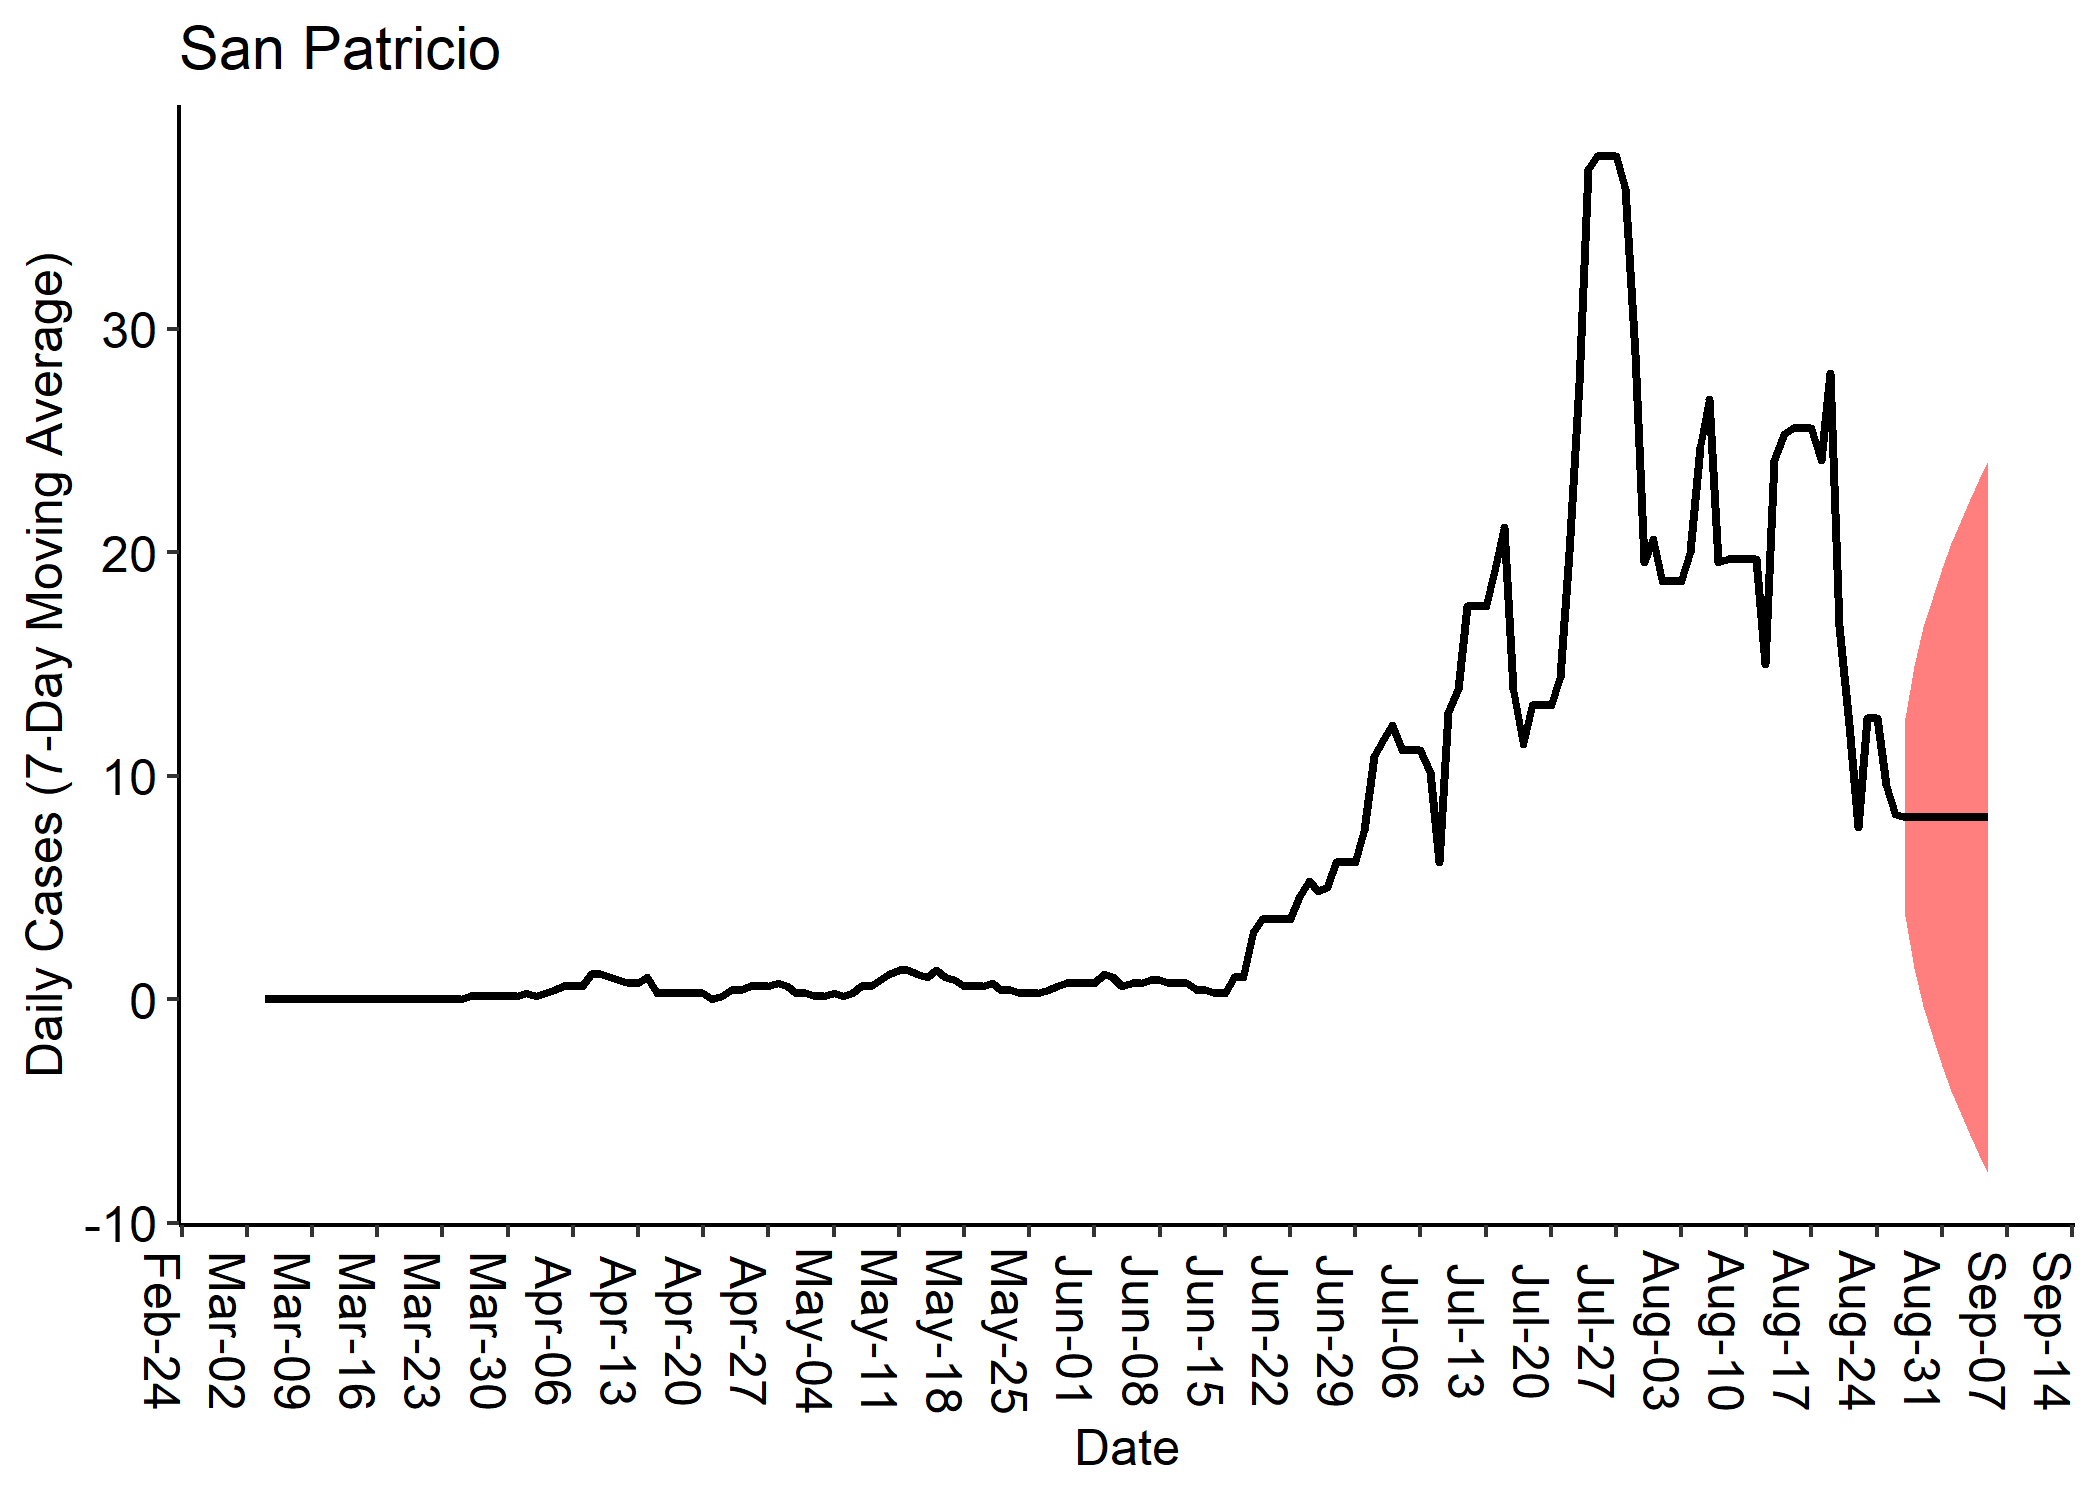 San Patricio
Daily Cases (7-Day Moving Average)
30
20
10
0
-10
Feb-24
Mar-02
Mar-09
Mar-16
Mar-23
Mar-30
Apr-06
Apr-13
Apr-20
Apr-27
May-04
May-11
May-18
May-25
Jun-01
Jun-08
Jun-15
Jun-22
Jun-29
Jul-06
Jul-13
Jul-20
Jul-27
Aug-03
Aug-10
Aug-17
Aug-24
Aug-31
Sep-07
Sep-14
Date